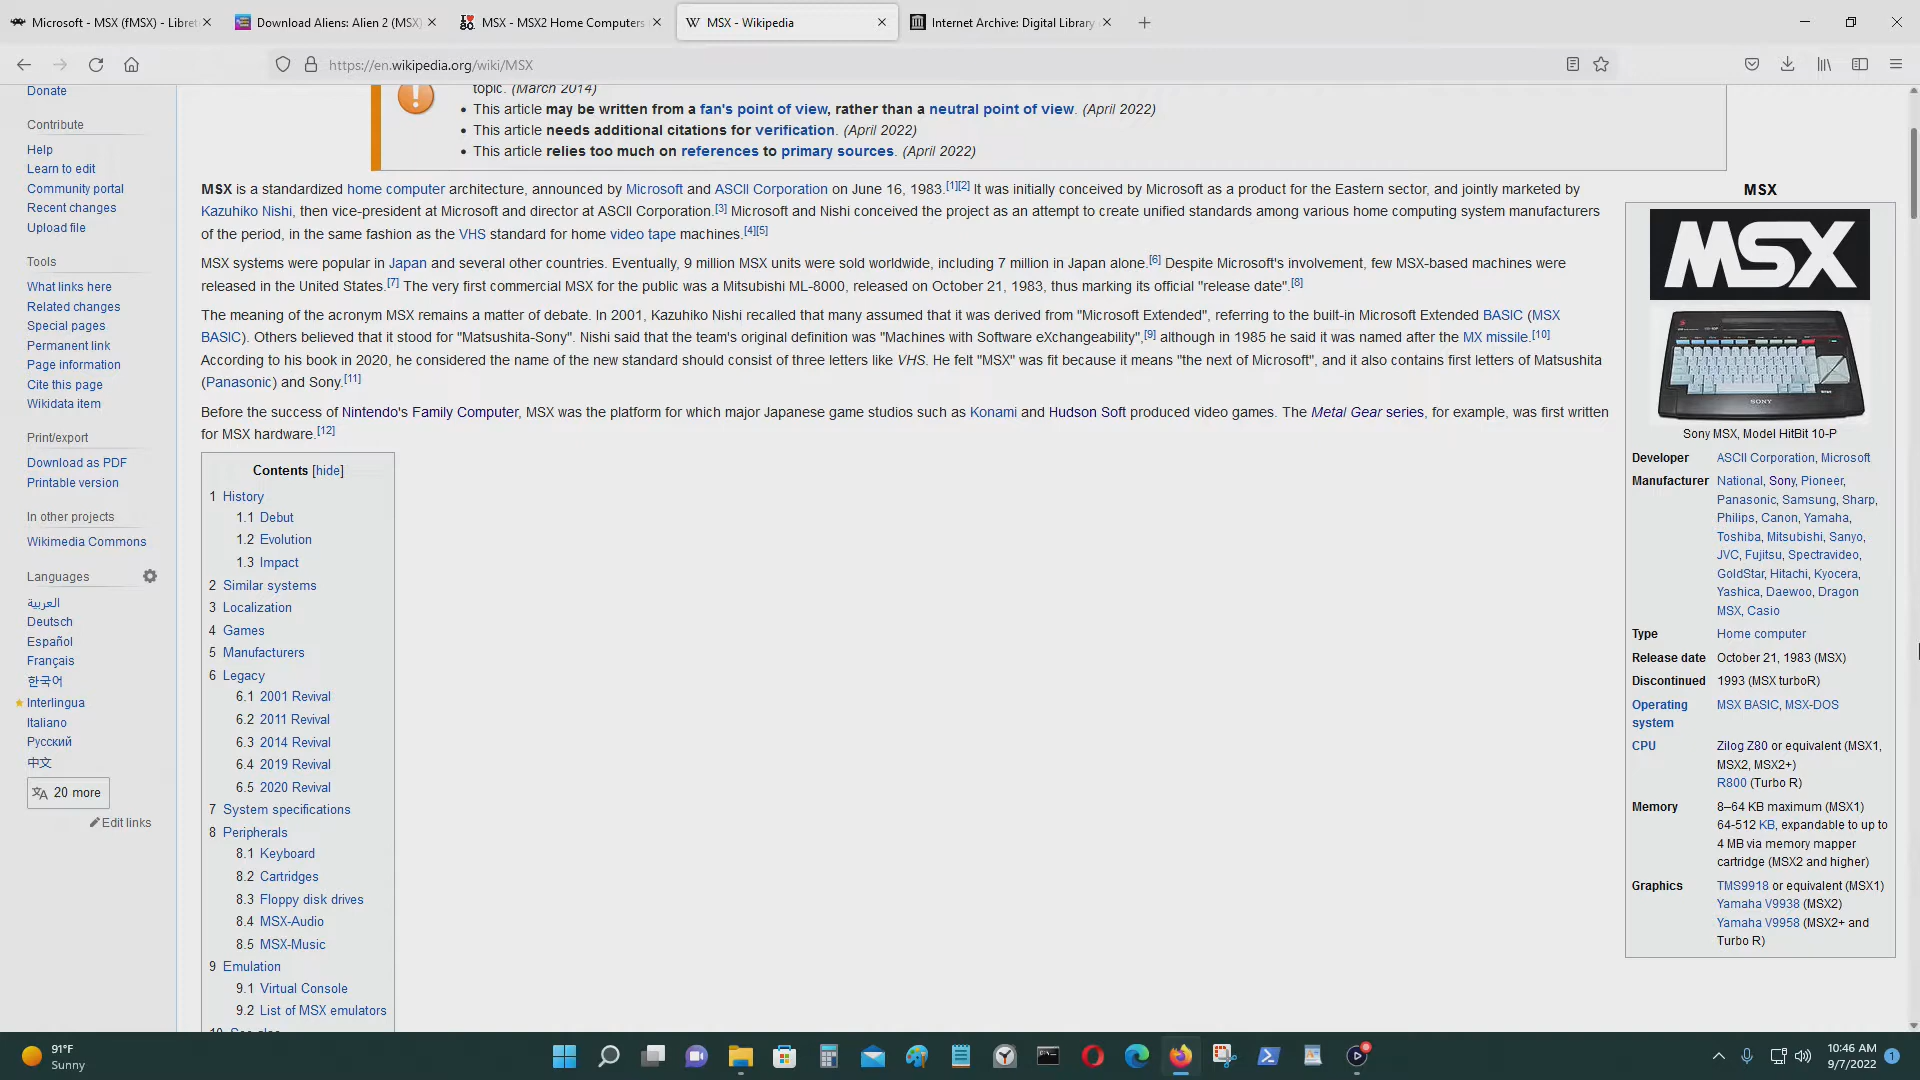 Microsoft - MSX (fMSX) - Libret
Download Aliens: Alien 2 (MSX)
MSX - MSX2 Home Computers
MSX - Wikipedia
Internet Archive: Digital Library
https://en.wikipedia.org/wiki/MSX
Donate
Contribute
Help
Learn to edit
Community portal
Recent changes
Upload file
Tools
What links here
Related changes
Special pages
Permanent link
Page information
Cite this page
Wikidata item
Print/export
Download as PDF
Printable version
In other projects
Wikimedia Commons
Languages
العربية
Deutsch
Español
Français
한국어
Interlingua
Italiano
Русский
中文
20 more
Edit links
topic. (March 2014)
• This article may be written from a fan's point of view, rather than a neutral point of view. (April 2022)
• This article needs additional citations for verification. (April 2022)
• This article relies too much on references to primary sources. (April 2022)
MSX is a standardized home computer architecture, announced by Microsoft and ASCII Corporation on June 16, 1983.[1][2] It was initially conceived by Microsoft as a product for the Eastern sector, and jointly marketed by
Kazuhiko Nishi, then vice-president at Microsoft and director at ASCII Corporation.[3] Microsoft and Nishi conceived the project as an attempt to create unified standards among various home computing system manufacturers
of the period, in the same fashion as the VHS standard for home video tape machines.[4][5]
MSX systems were popular in Japan and several other countries. Eventually, 9 million MSX units were sold worldwide, including 7 million in Japan alone.[6] Despite Microsoft's involvement, few MSX-based machines were
released in the United States.[7] The very first commercial MSX for the public was a Mitsubishi ML-8000, released on October 21, 1983, thus marking its official "release date".[8]
The meaning of the acronym MSX remains a matter of debate. In 2001, Kazuhiko Nishi recalled that many assumed that it was derived from "Microsoft Extended", referring to the built-in Microsoft Extended BASIC (MSX
BASIC). Others believed that it stood for "Matsushita-Sony". Nishi said that the team's original definition was "Machines with Software eXchangeability",[9] although in 1985 he said it was named after the MX missile.[10]
According to his book in 2020, he considered the name of the new standard should consist of three letters like VHS. He felt "MSX" was fit because it means "the next of Microsoft", and it also contains first letters of Matsushita
(Panasonic) and Sony.[11]
Before the success of Nintendo's Family Computer, MSX was the platform for which major Japanese game studios such as Konami and Hudson Soft produced video games. The Metal Gear series, for example, was first written
for MSX hardware.[12]
Contents [hide]
1 History
1.1 Debut
1.2 Evolution
1.3 Impact
2 Similar systems
3 Localization
4 Games
5 Manufacturers
6 Legacy
6.1 2001 Revival
6.2 2011 Revival
6.3 2014 Revival
6.4 2019 Revival
6.5 2020 Revival
7 System specifications
8 Peripherals
8.1 Keyboard
8.2 Cartridges
8.3 Floppy disk drives
8.4 MSX-Audio
8.5 MSX-Music
9 Emulation
9.1 Virtual Console
9.2 List of MSX emulators
10 See also
MSX
MSX
SONY
Sony MSX, Model HitBit 10-P
Developer ASCII Corporation, Microsoft
Manufacturer National, Sony, Pioneer,
Panasonic, Samsung, Sharp,
Philips, Canon, Yamaha,
Toshiba, Mitsubishi, Sanyo,
JVC, Fujitsu, Spectravideo,
GoldStar, Hitachi, Kyocera,
Yashica, Daewoo, Dragon
MSX, Casio
Type Home computer
Release date October 21, 1983 (MSX)
Discontinued 1993 (MSX turboR)
Operating system MSX BASIC, MSX-DOS
CPU Zilog Z80 or equivalent (MSX1,
MSX2, MSX2+)
R800 (Turbo R)
Memory 8–64 KB maximum (MSX1)
64-512 KB, expandable to up to
4 MB via memory mapper
cartridge (MSX2 and higher)
Graphics TMS9918 or equivalent (MSX1)
Yamaha V9938 (MSX2)
Yamaha V9958 (MSX2+ and
Turbo R)
91°F
Sunny
10:46 AM
9/7/2022
1